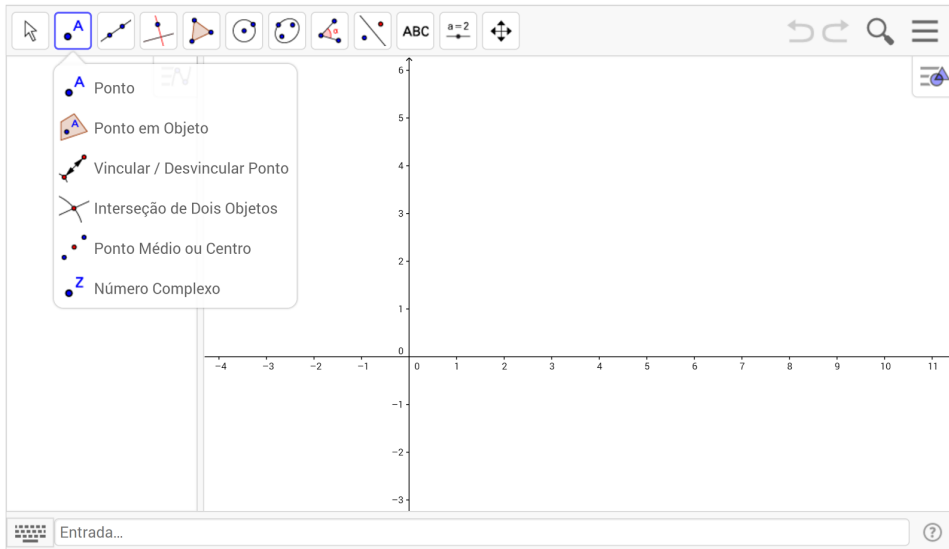 A
α
ABC
a=2
A Ponto
A Ponto em Objeto
Vincular / Desvincular Ponto
Interseção de Dois Objetos
Ponto Médio ou Centro
Z Número Complexo
6
5
4
3
2
1
0
−4 −3 −2 −1 0 1 2 3 4 5 6 7 8 9 10 11
−1
−2
−3
Entrada...
?